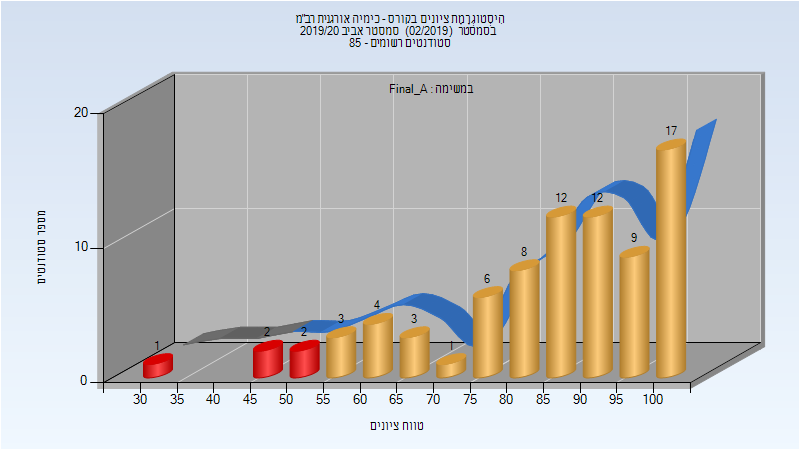 היסטוגרמת ציונים בקורס - כימיה אורגנית רב"מ
בסמסטר (02/2019) סמסטר אביב 2019/20
סטודנטים רשומים - 85
במשימה : Final_A
מספר סטודנטים
20
10
0
1
2
2
3
4
3
1
6
8
12
12
9
17
30 35 40 45 50 55 60 65 70 75 80 85 90 95 100
טווח ציונים